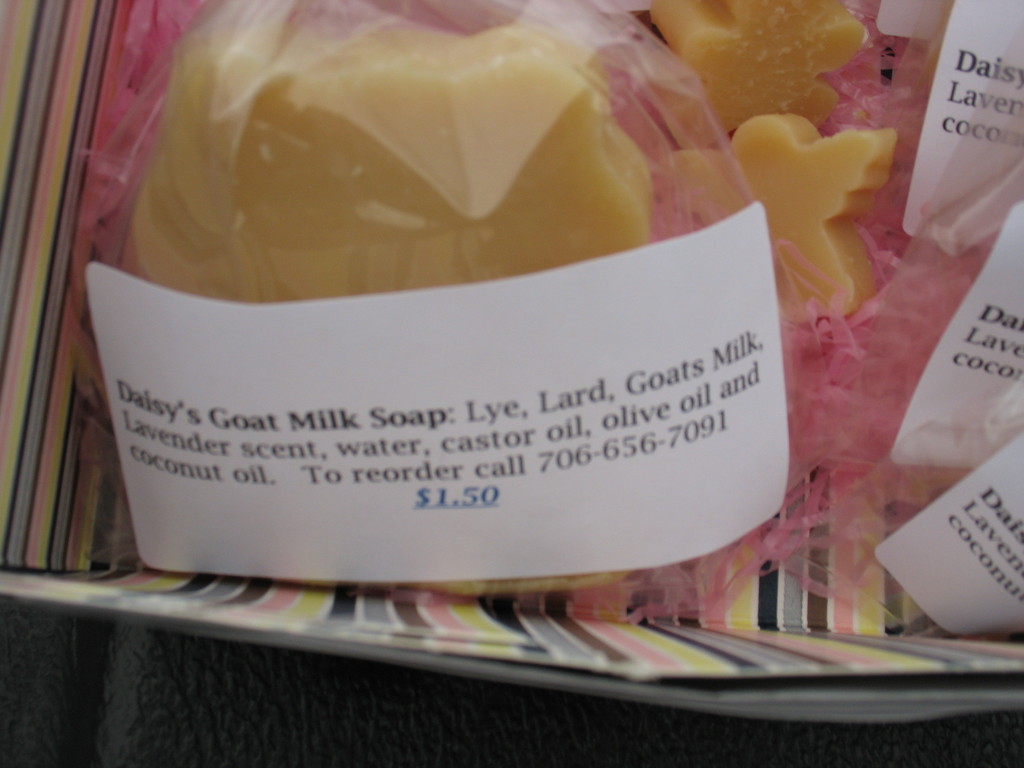 Daisy's Goat Milk Soap: Lye, Lard, Goats Milk,
Lavender scent, water, castor oil, olive oil and
coconut oil. To reorder call 706-656-7091
$1.50
Daisy
Laven
cocon
Dai
Lave
coco
Dais
Laven
coconu